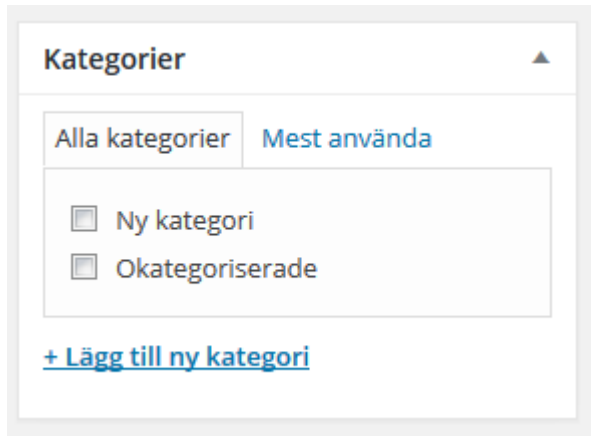 Kategorier
Alla kategorier Mest använda
Ny kategori
Okategoriserade
+ Lägg till ny kategori